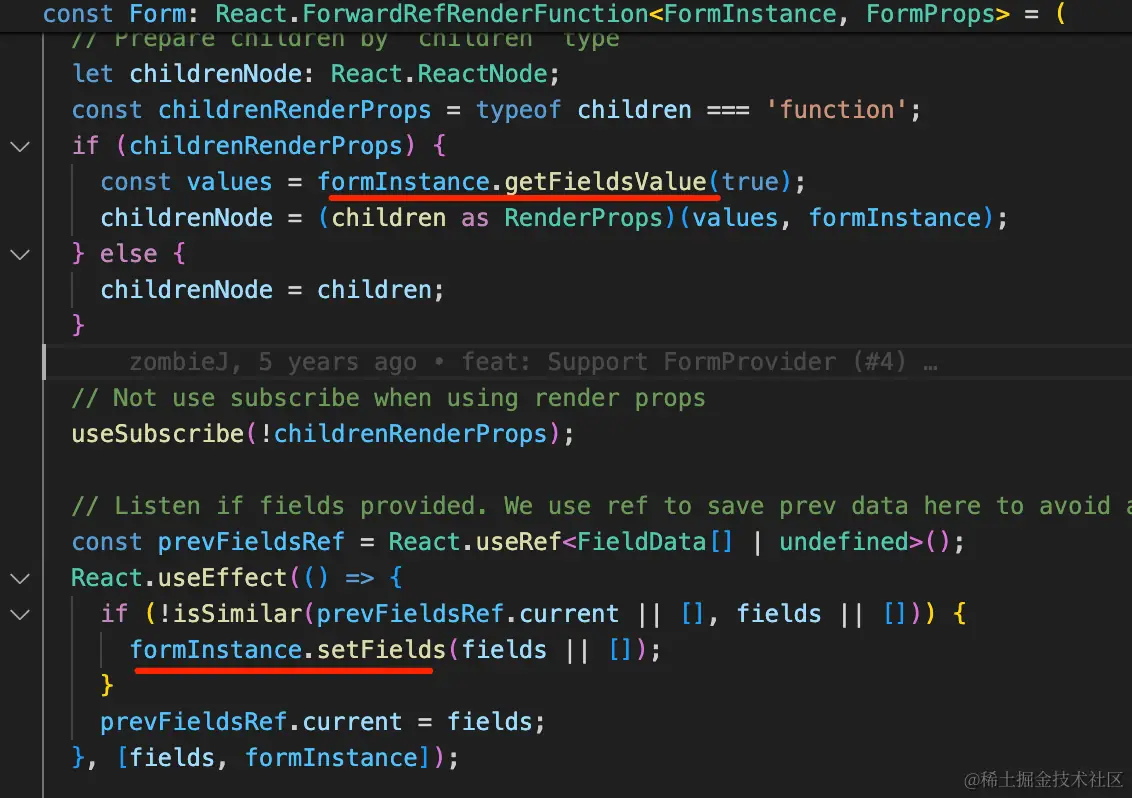 const Form: React.ForwardRefRenderFunction<FormInstance, FormProps> = (
// Prepare children by `children` type
let childrenNode: React.ReactNode;
const childrenRenderProps = typeof children === 'function';
if (childrenRenderProps) {
const values = formInstance.getFieldsValue(true);
childrenNode = (children as RenderProps)(values, formInstance);
} else {
childrenNode = children;
}
zombieJ, 5 years ago • feat: Support FormProvider (#4) …
// Not use subscribe when using render props
useSubscribe(!childrenRenderProps);
// Listen if fields provided. We use ref to save prev data here to avoid a
const prevFieldsRef = React.useRef<FieldData[] | undefined>();
React.useEffect(() => {
if (!isSimilar(prevFieldsRef.current || [], fields || [])) {
formInstance.setFields(fields || []);
}
prevFieldsRef.current = fields;
}, [fields, formInstance]);
@稀土掘金技术社区